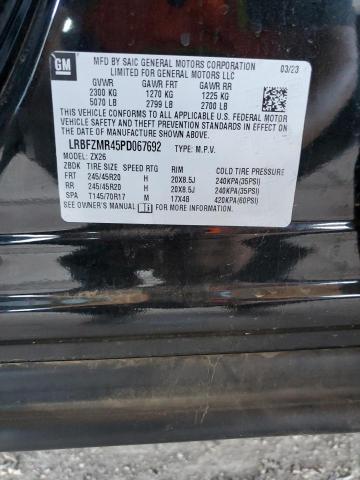 GM
MFD BY SAIC GENERAL MOTORS CORPORATION 03/23
LIMITED FOR GENERAL MOTORS LLC
GVWR GAWR FRT GAWR RR
2300 KG 1270 KG 1225 KG
5070 LB 2799 LB 2700 LB
THIS VEHICLE CONFORMS TO ALL APPLICABLE U.S. FEDERAL MOTOR
VEHICLE SAFETY AND THEFT PREVENTION STANDARDS IN EFFECT ON
THE DATE OF MANUFACTURE SHOWN ABOVE.
LRBFZMR45PD067692 TYPE: M.P.V.
MODEL: ZX26
ZBDK TIRE SIZE SPEED RTG RIM COLD TIRE PRESSURE
FRT 245/45R20 H 20X8.5J 240KPA(35PSI)
RR 245/45R20 H 20X8.5J 240KPA(35PSI)
SPA T145/70R17 M 17X4B 420KPA(60PSI)
SEE OWNER'S MANUAL FOR MORE INFORMATION